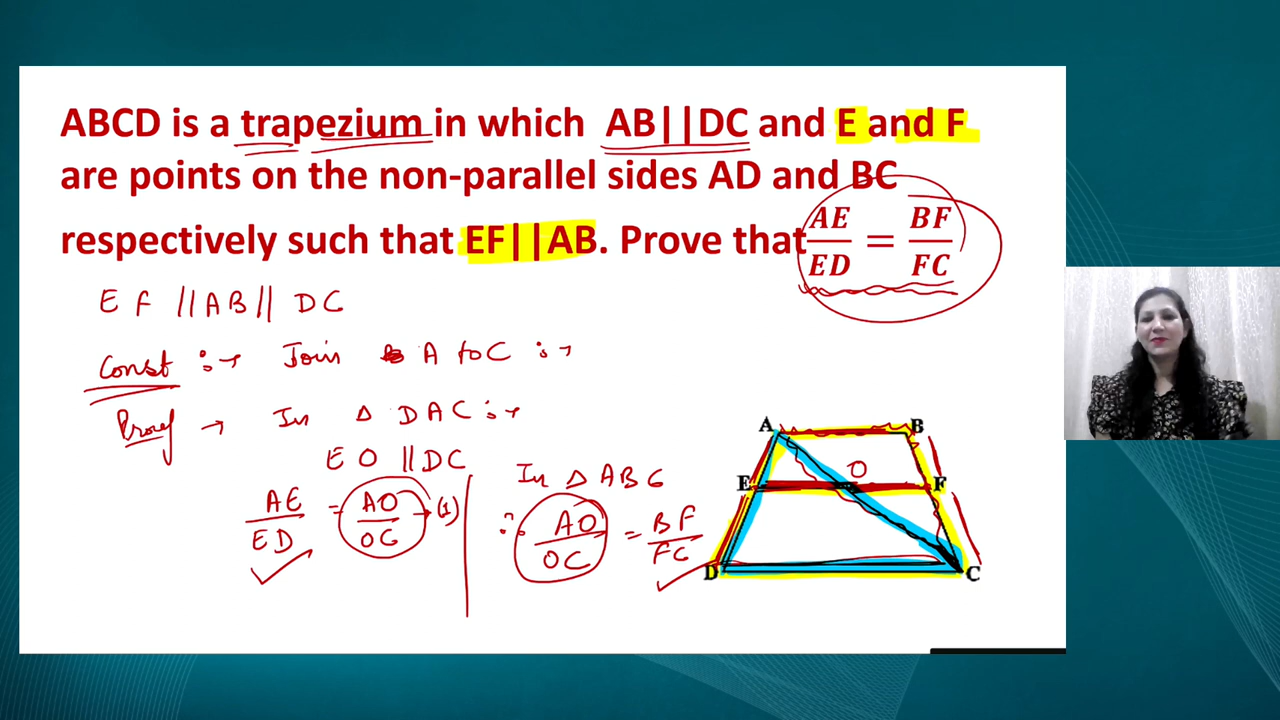 ABCD is a trapezium in which AB||DC and E and F
are points on the non-parallel sides AD and BC
respectively such that EF||AB. Prove that AE/ED = BF/FC
EF ||AB|| DC
Const :→ Join A to C :→
Proof → In Δ DAC :→
EO ||DC
AE/ED = AO/OC → (1)
In Δ ABC
∴ AO/OC = BF/FC
A B
E O F
D C